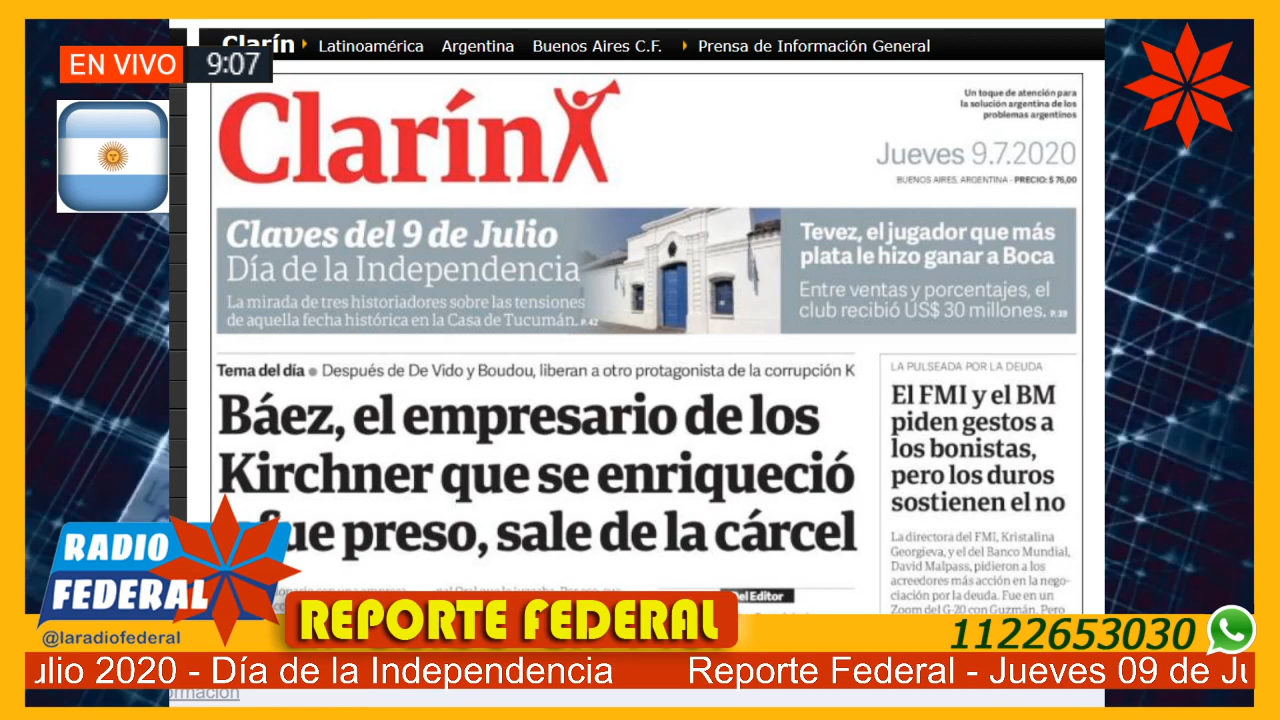 Clarín Latinoamérica Argentina Buenos Aires C.F. Prensa de Información General
EN VIVO 9:07
Clarín
Un toque de atención para
la solución argentina de los
problemas argentinos
Jueves 9.7.2020
BUENOS AIRES, ARGENTINA - PRECIO: $ 76,00
Claves del 9 de Julio
Día de la Independencia
La mirada de tres historiadores sobre las tensiones
de aquella fecha histórica en la Casa de Tucumán. P. 42
Tevez, el jugador que más
plata le hizo ganar a Boca
Entre ventas y porcentajes, el
club recibió US$ 30 millones.
Tema del día ● Después de De Vido y Boudou, liberan a otro protagonista de la corrupción K
Báez, el empresario de los
Kirchner que se enriqueció
fue preso, sale de la cárcel
LA PULSEADA POR LA DEUDA
El FMI y el BM
piden gestos a
los bonistas,
pero los duros
sostienen el no
La directora del FMI, Kristalina
Georgieva, y el del Banco Mundial,
David Malpass, pidieron a los
acreedores más acción en la nego-
ciación por la deuda. Fue en un
Zoom del G-20 con Guzmán. Pero
Del Editor
RADIO
FEDERAL
@laradiofederal
REPORTE FEDERAL
1122653030
ulio 2020 - Día de la Independencia Reporte Federal - Jueves 09 de Ju
formación